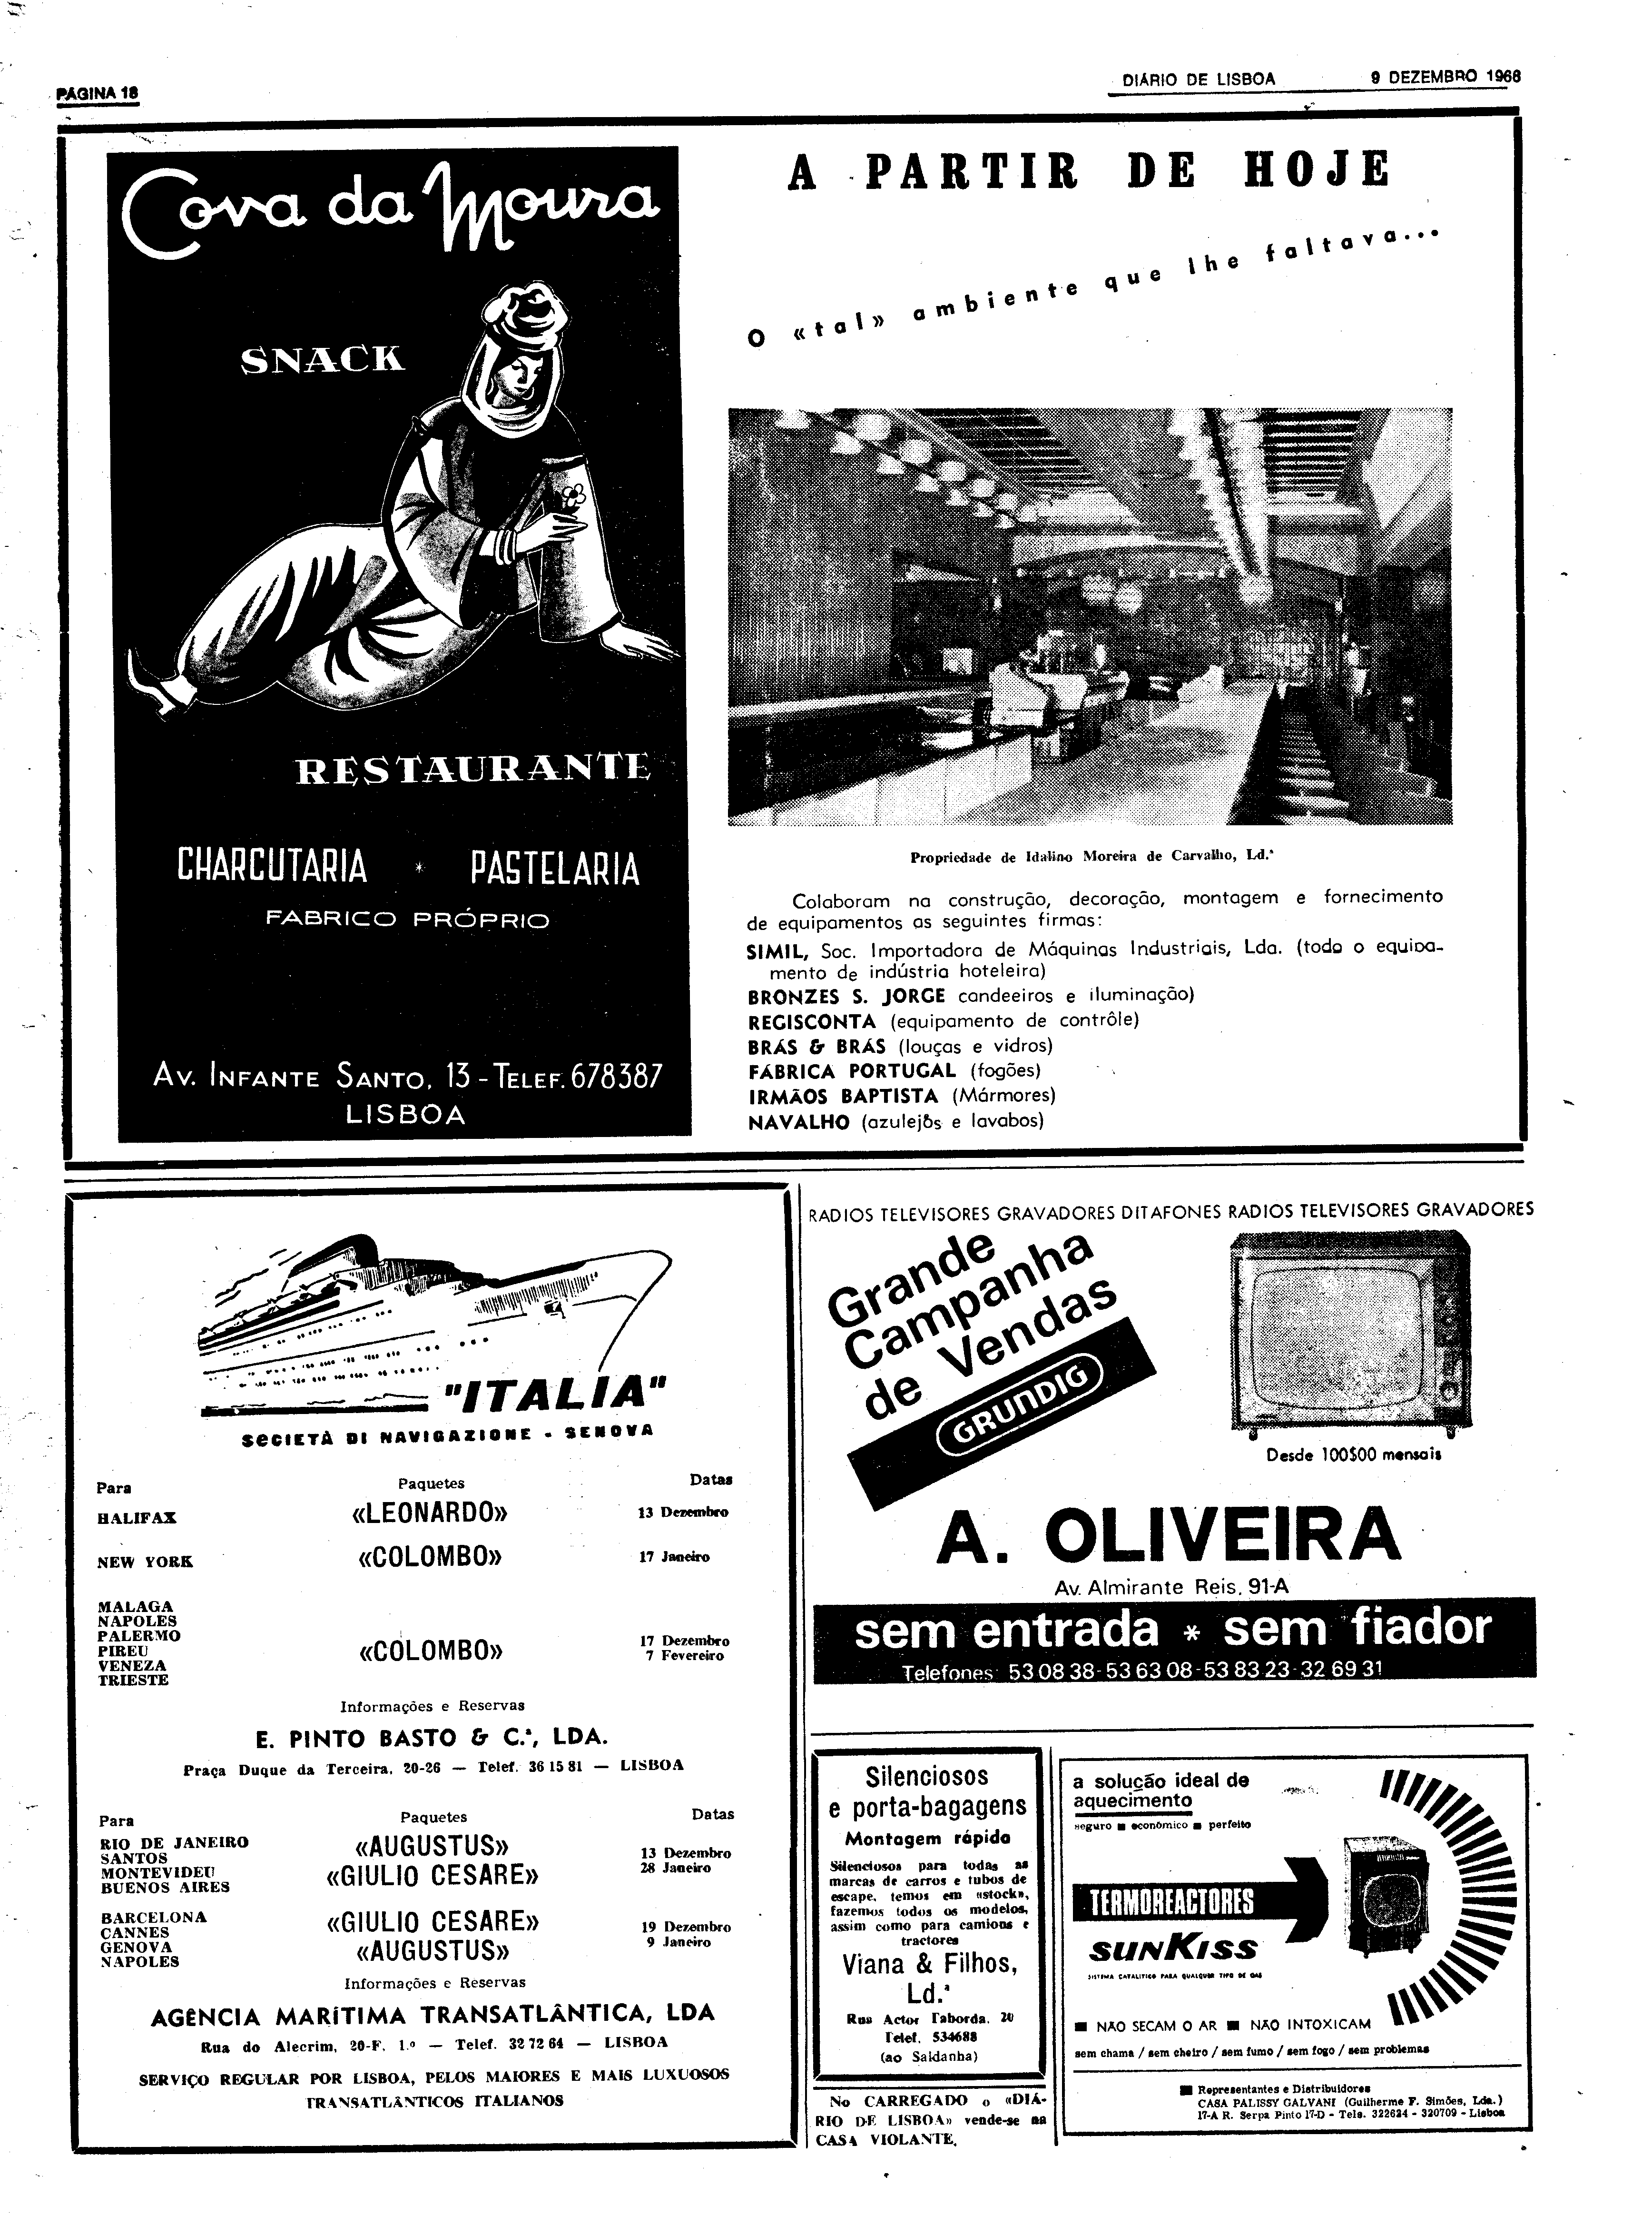 PÁGINA 18
DIÁRIO DE LISBOA 9 DEZEMBRO 1968
Cova da Moura
SNACK
RESTAURANTE
CHARCUTARIA * PASTELARIA
FABRICO PRÓPRIO
AV. INFANTE SANTO, 13 - TELEF. 678387
LISBOA
A PARTIR DE HOJE
O «tal» ambiente que lhe faltava...
Propriedade de Idalino Moreira de Carvalho, Ld.ª
Colaboram na construção, decoração, montagem e fornecimento
de equipamentos as seguintes firmas:
SIMIL, Soc. Importadora de Máquinas Industriais, Lda. (todo o equipa-
mento de indústria hoteleira)
BRONZES S. JORGE candeeiros e iluminação)
REGISCONTA (equipamento de contrôle)
BRÁS & BRÁS (louças e vidros)
FÁBRICA PORTUGAL (fogões)
IRMÃOS BAPTISTA (Mármores)
NAVALHO (azulejos e lavabos)
"ITALIA"
SOCIETÀ DI NAVIGAZIONE - GENOVA
Para Paquetes Datas
HALIFAX «LEONARDO» 13 Dezembro
NEW YORK «COLOMBO» 17 Janeiro
MALAGA
NAPOLES
PALERMO
PIREU
VENEZA
TRIESTE
«COLOMBO»
17 Dezembro
7 Fevereiro
Informações e Reservas
E. PINTO BASTO & C.ª, LDA.
Praça Duque da Terceira, 20-26 — Telef. 36 15 81 — LISBOA
Para Paquetes Datas
RIO DE JANEIRO
SANTOS
MONTEVIDEU
BUENOS AIRES
«AUGUSTUS»
«GIULIO CESARE»
13 Dezembro
28 Janeiro
BARCELONA
CANNES
GENOVA
NAPOLES
«GIULIO CESARE»
«AUGUSTUS»
19 Dezembro
9 Janeiro
Informações e Reservas
AGÊNCIA MARÍTIMA TRANSATLÂNTICA, LDA
Rua do Alecrim, 20-F, 1.º — Telef. 32 72 64 — LISBOA
SERVIÇO REGULAR POR LISBOA, PELOS MAIORES E MAIS LUXUOSOS
TRANSATLÂNTICOS ITALIANOS
RADIOS TELEVISORES GRAVADORES DITAFONES RADIOS TELEVISORES GRAVADORES
Grande
Campanha
de Vendas
GRUNDIG
Desde 100$00 mensais
A. OLIVEIRA
Av. Almirante Reis, 91-A
sem entrada * sem fiador
Telefones: 53 08 38 - 53 63 08 - 53 83 23 - 32 69 31
Silenciosos
e porta-bagagens
Montagem rápida
Silenciosos para todas as
marcas de carros e tubos de
escape, temos em «stock»,
fazemos todos os modelos,
assim como para camions e
tractores
Viana & Filhos,
Ld.ª
Rua Actor Taborda, 20
Telef. 534688
(ao Saldanha)
No CARREGADO o «DIÁ-
RIO DE LISBOA» vende-se na
CASA VIOLANTE.
a solução ideal de
aquecimento
seguro ■ económico ■ perfeito
TERMOREACTORES
SUNKISS
SISTEMA CATALITICO PARA QUALQUER TIPO DE GAS
■ NÃO SECAM O AR ■ NÃO INTOXICAM
sem chama / sem cheiro / sem fumo / sem fogo / sem problemas
■ Representantes e Distribuidores
CASA PALISSY GALVANI (Guilherme F. Simões, Lda.)
17-A R. Serpa Pinto 17-D - Tels. 322624 - 320709 - Lisboa